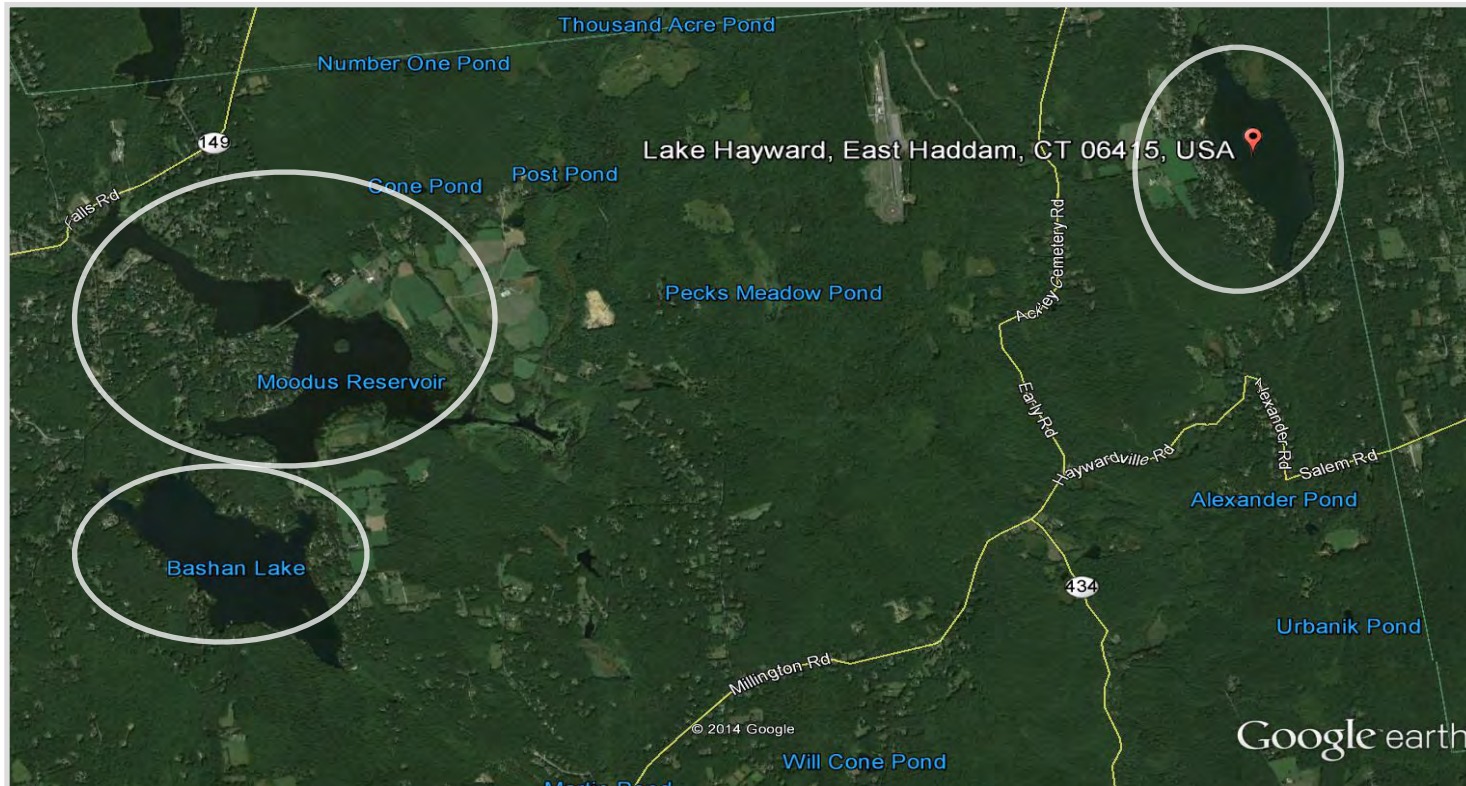 Thousand Acre Pond
Number One Pond
149
Lake Hayward, East Haddam, CT 06415, USA
Post Pond
Cone Pond
Falls Rd
Ackley Cemetery Rd
Pecks Meadow Pond
Moodus Reservoir
Early Rd
Alexander Rd
Haywardville Rd
Salem Rd
Alexander Pond
Bashan Lake
434
Urbanik Pond
Millington Rd
© 2014 Google
Google earth
Will Cone Pond